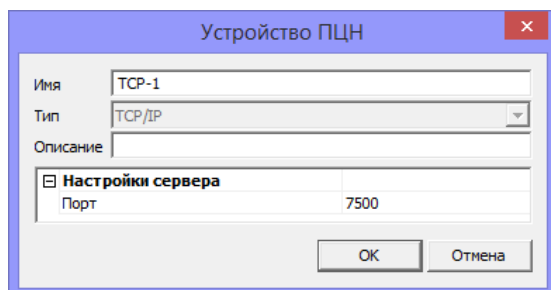 Устройство ПЦН
Имя TCP-1
Тип TCP/IP
Описание
Настройки сервера
Порт 7500
OK Отмена